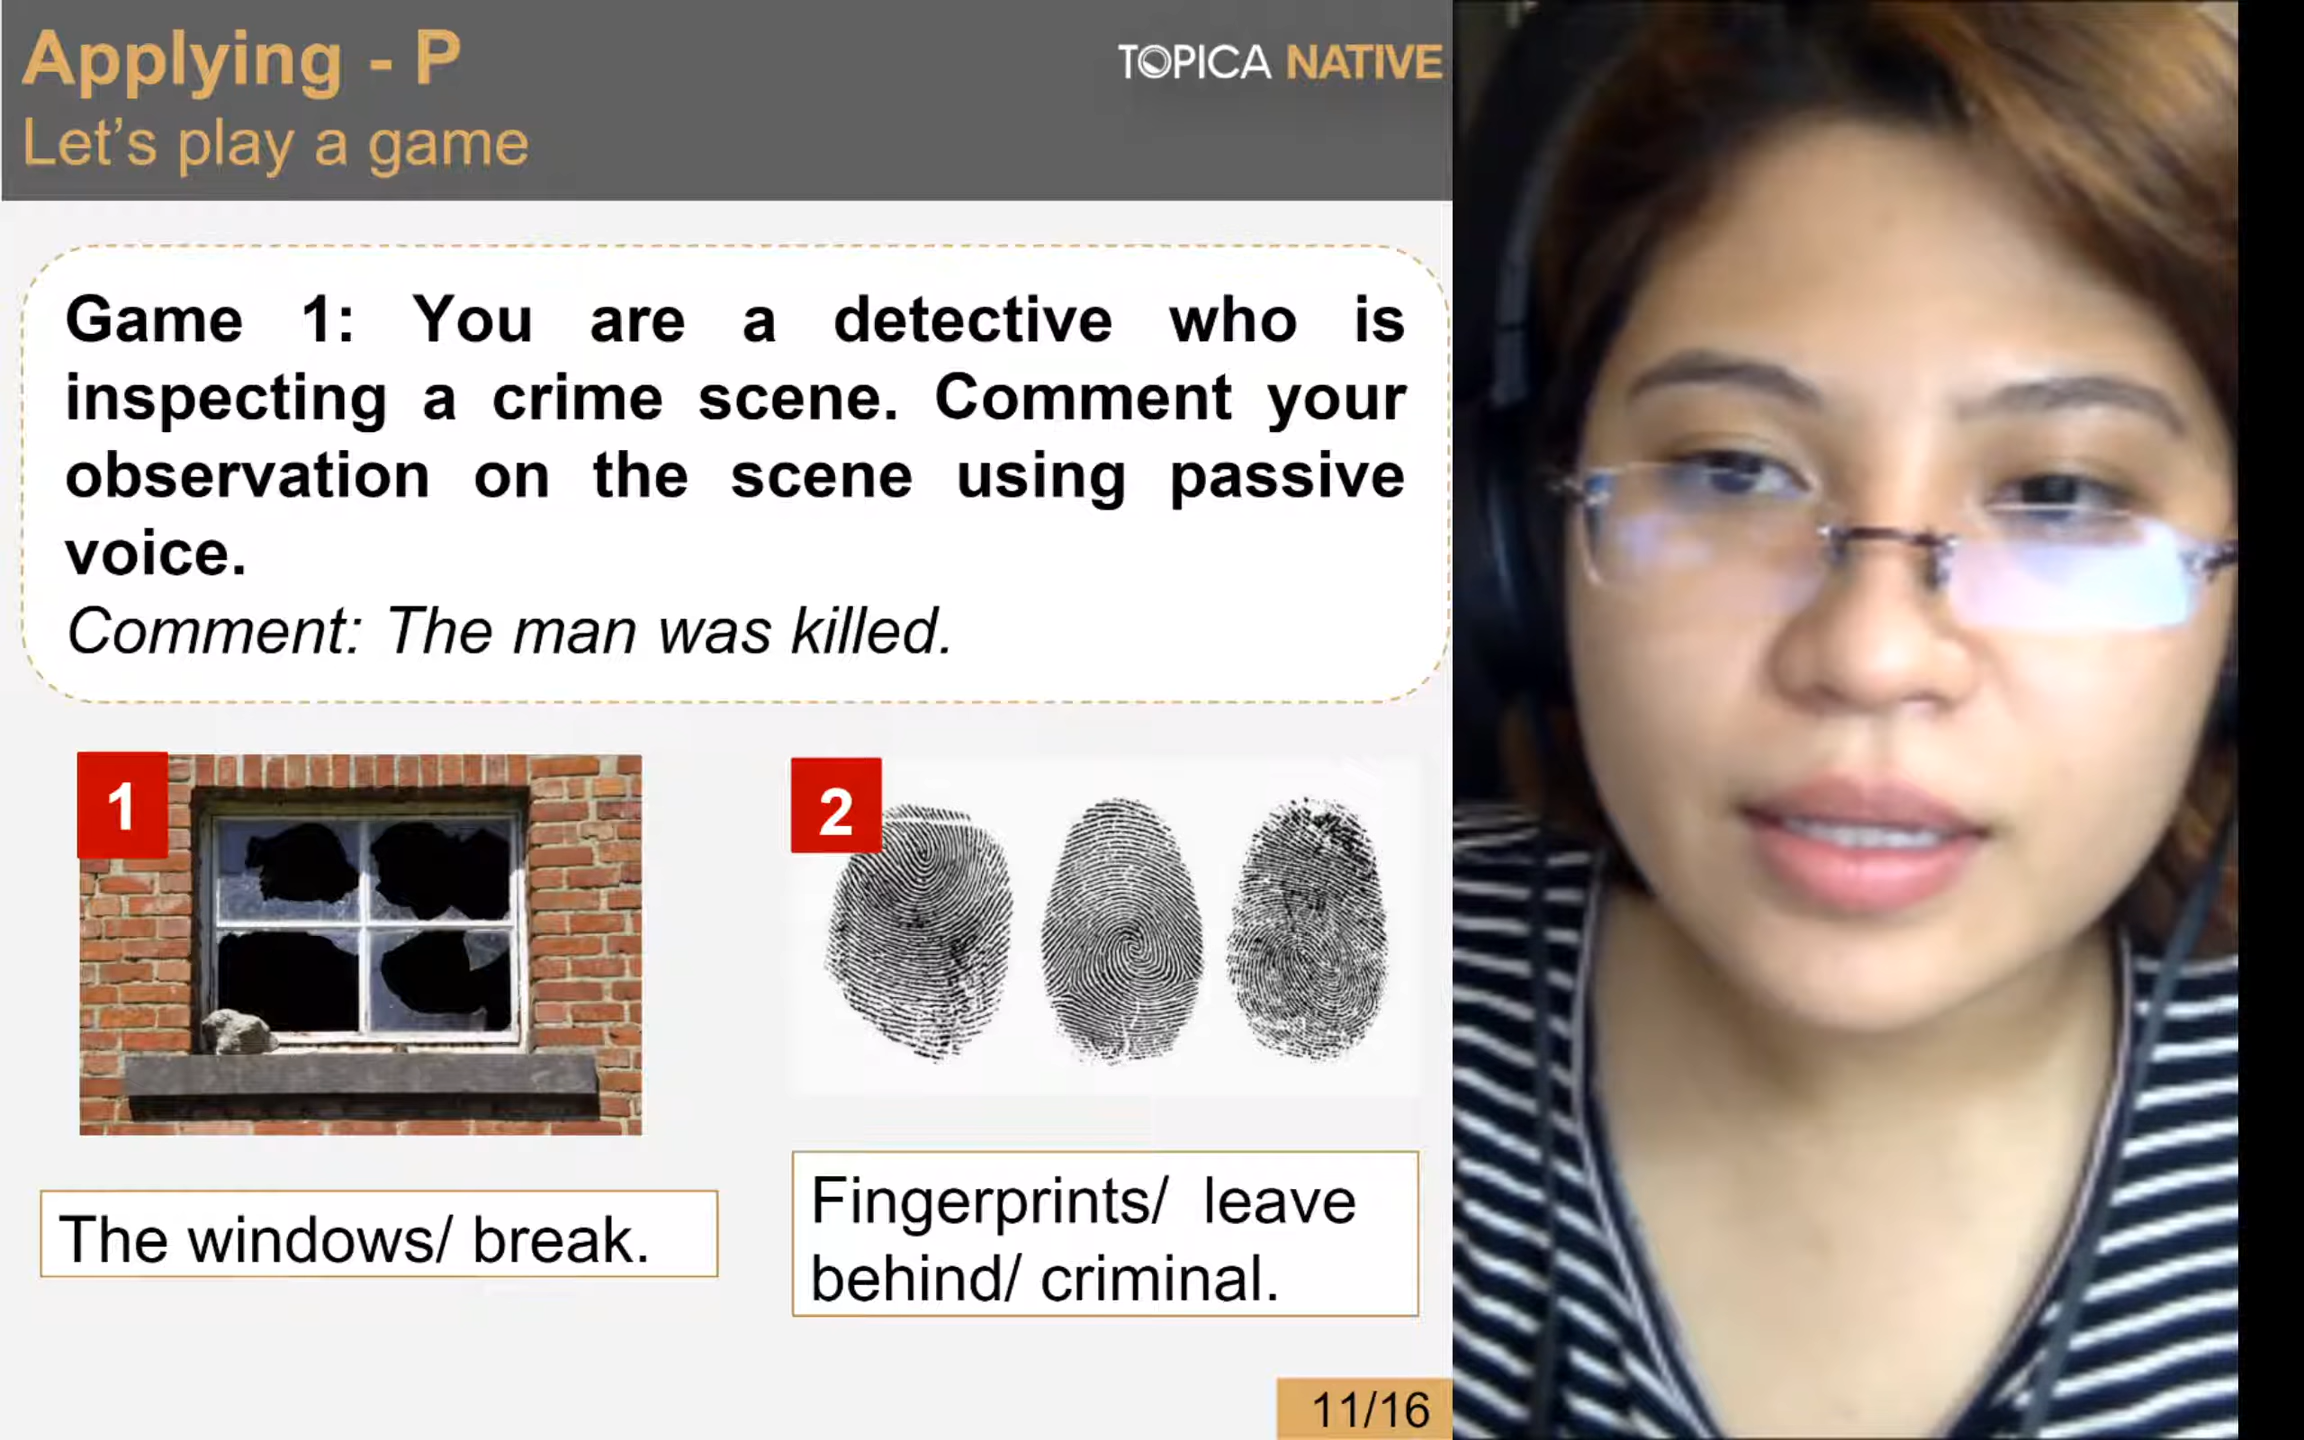 Applying - P
TOPICA NATIVE
Let's play a game
Game 1: You are a detective who is
inspecting a crime scene. Comment your
observation on the scene using passive
voice.
Comment: The man was killed.
1
2
The windows/ break.
Fingerprints/ leave
behind/ criminal.
11/16